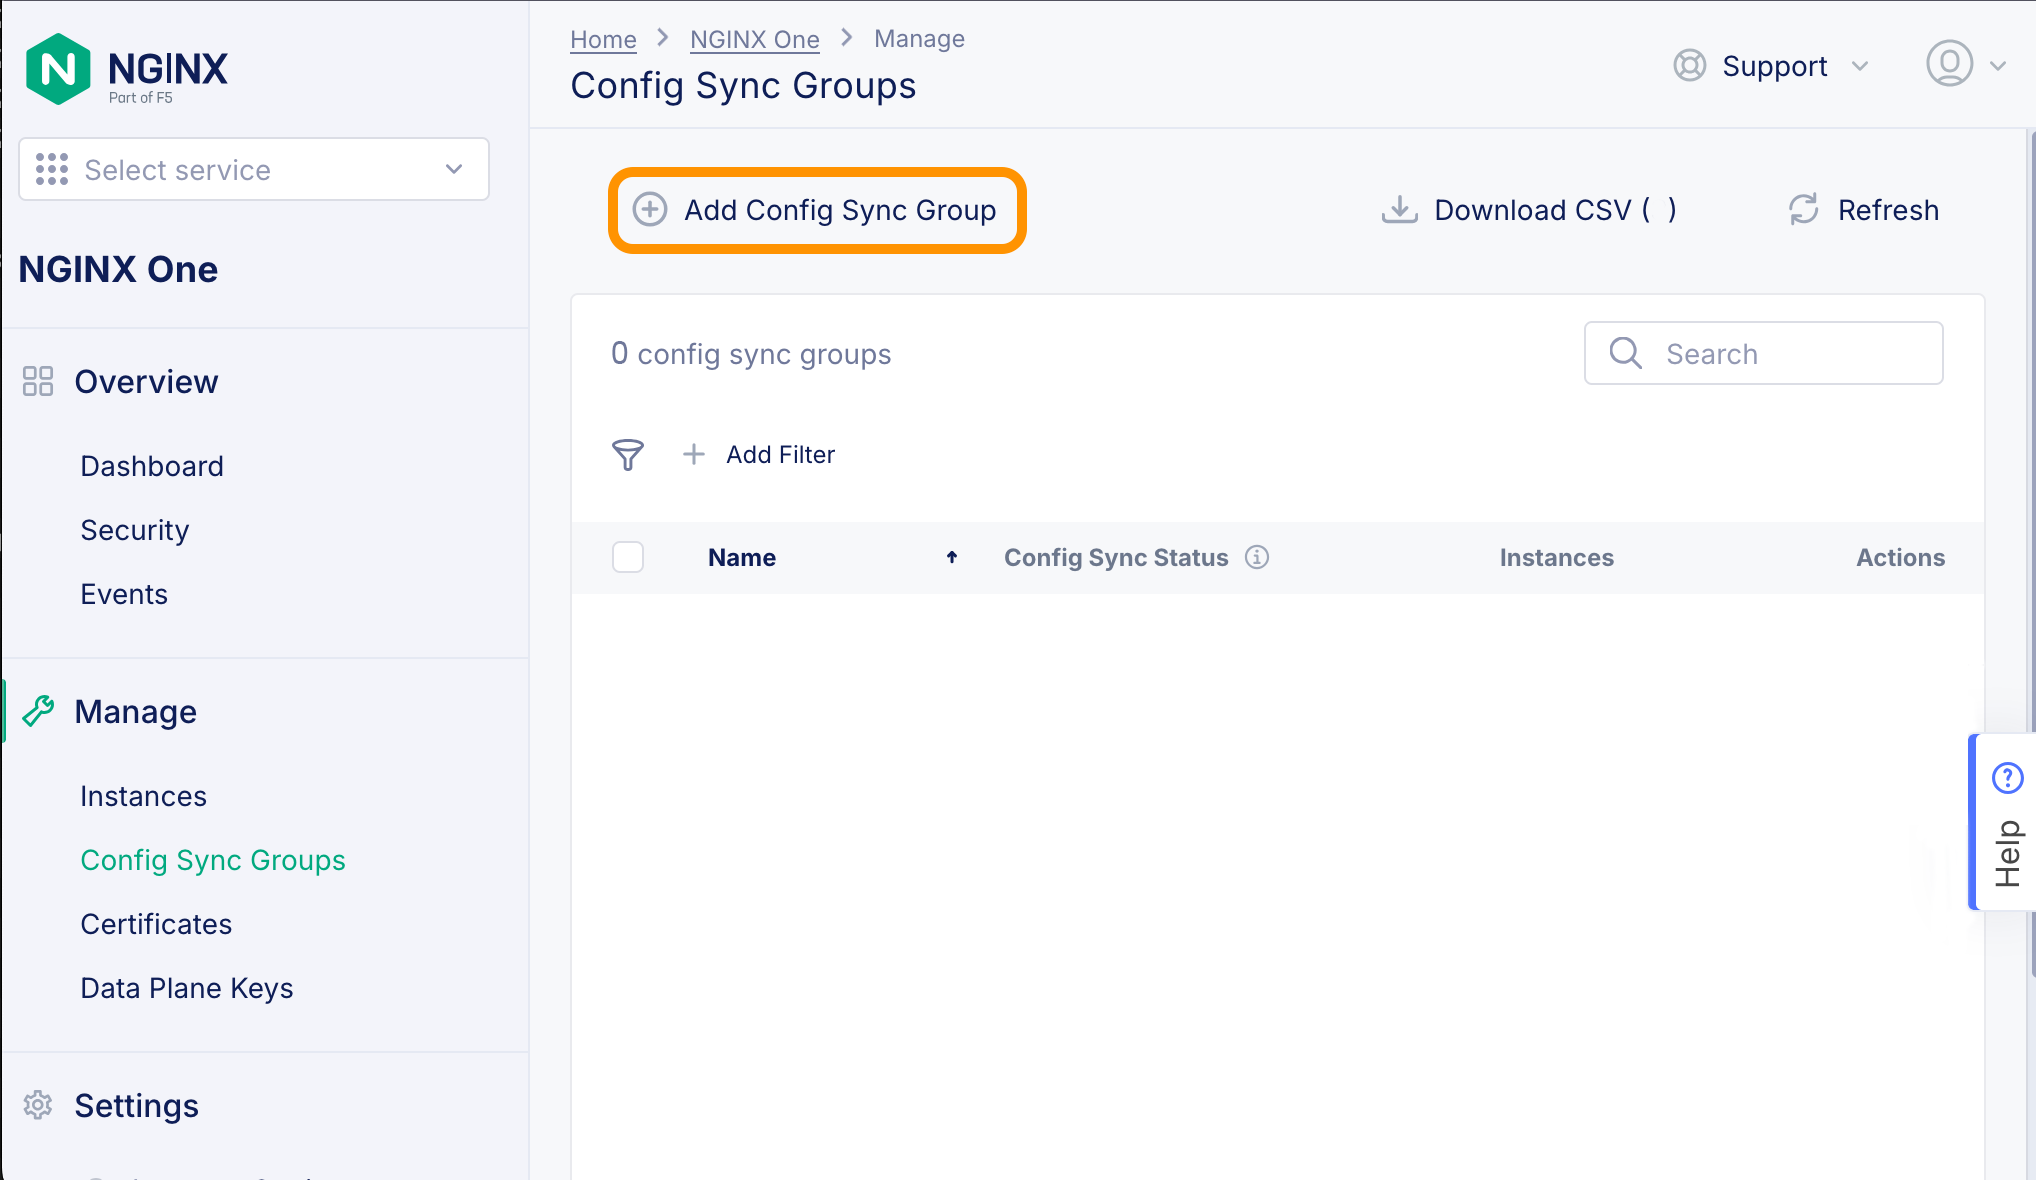 NGINX
Part of F5
Select service
NGINX One
Overview
Dashboard
Security
Events
Manage
Instances
Config Sync Groups
Certificates
Data Plane Keys
Settings
Home > NGINX One > Manage
Config Sync Groups
Support
Add Config Sync Group
Download CSV ( )
Refresh
0 config sync groups
Search
Add Filter
Name Config Sync Status Instances Actions
Help